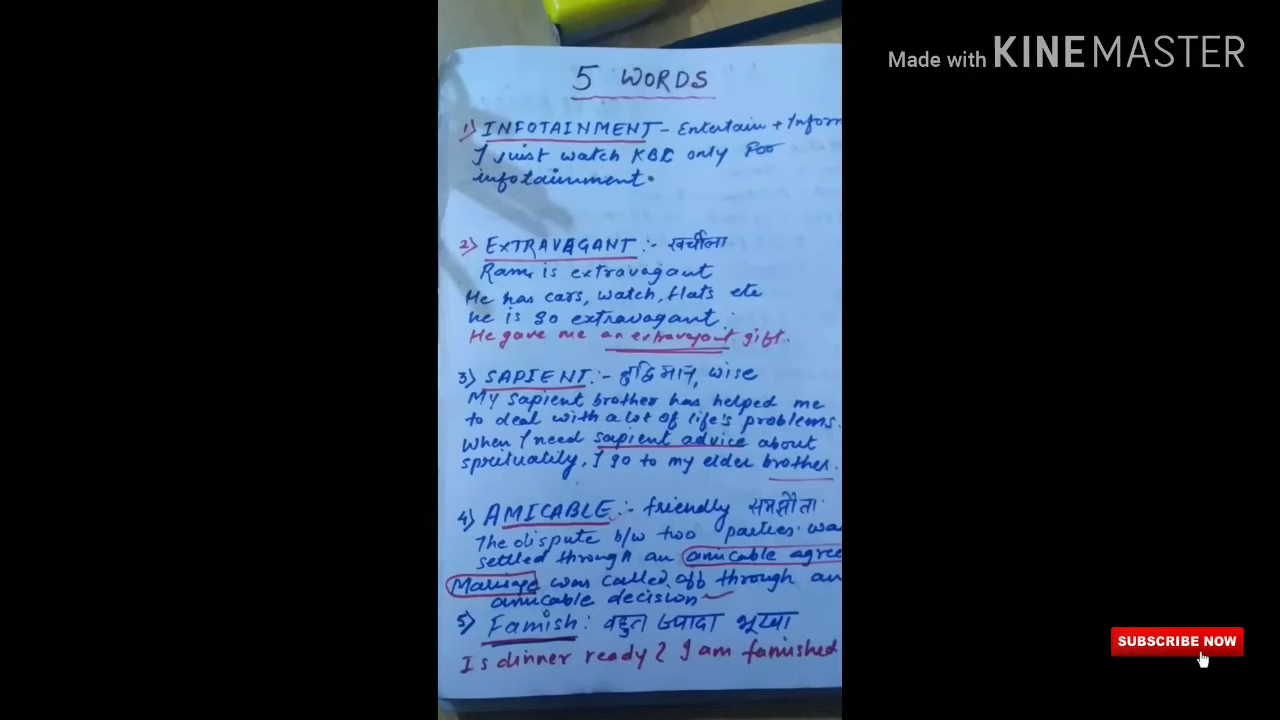 Made with KINEMASTER
5 WORDS
1) INFOTAINMENT - Entertain + Inform
I just watch KBC only for
infotainment.
2) EXTRAVAGANT :- खर्चीला
Ram is extravagant
He has cars, watch, flats etc
he is so extravagant.
He gave me an extravagant gift.
3) SAPIENT :- बुद्धिमान, wise
My sapient brother has helped me
to deal with a lot of life's problems.
When I need sapient advice about
sprituality, I go to my elder brother.
4) AMICABLE :- friendly समझौता
The dispute b/w two parties was
settled through an amicable agree
Marriage was called off through an
amicable decision
5) Famish : बहुत ज्यादा भूखा
Is dinner ready? I am famished
SUBSCRIBE NOW